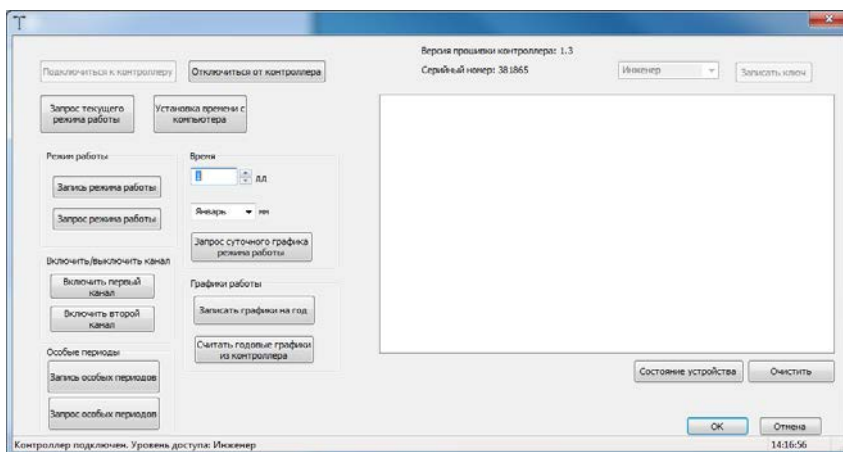 Версия прошивки контроллера: 1.3
Подключиться к контроллеру
Отключиться от контроллера
Серийный номер: 381865
Инженер
Записать ключ
Запрос текущего
режима работы
Установка времени с
компьютера
Режим работы
Запись режима работы
Запрос режима работы
Время
1
дд
Январь
мм
Запрос суточного графика
режима работы
Включить/выключить канал
Включить первый
канал
Включить второй
канал
Графики работы
Записать графики на год
Считать годовые графики
из контроллера
Особые периоды
Запись особых периодов
Запрос особых периодов
Состояние устройства
Очистить
ОК
Отмена
Контроллер подключен. Уровень доступа: Инженер
14:16:56